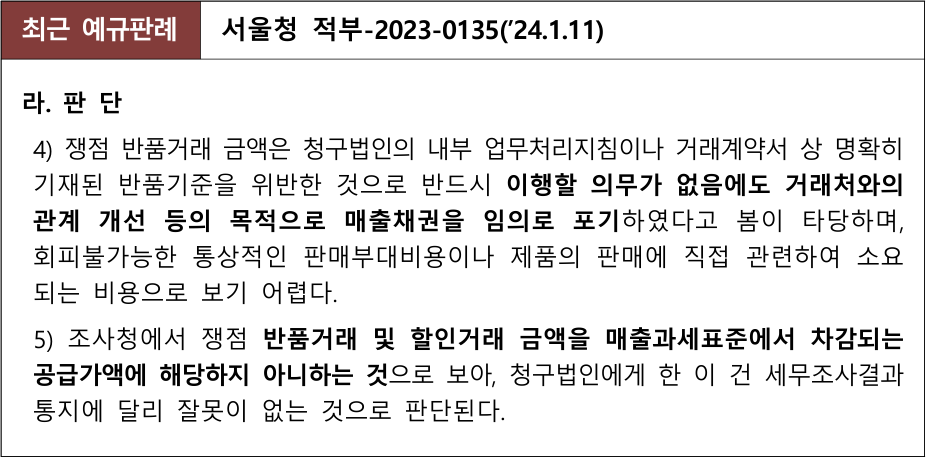 최근 예규판례 서울청 적부-2023-0135('24.1.11)
라. 판 단
4) 쟁점 반품거래 금액은 청구법인의 내부 업무처리지침이나 거래계약서 상 명확히
기재된 반품기준을 위반한 것으로 반드시 이행할 의무가 없음에도 거래처와의
관계 개선 등의 목적으로 매출채권을 임의로 포기하였다고 봄이 타당하며,
회피불가능한 통상적인 판매부대비용이나 제품의 판매에 직접 관련하여 소요
되는 비용으로 보기 어렵다.
5) 조사청에서 쟁점 반품거래 및 할인거래 금액을 매출과세표준에서 차감되는
공급가액에 해당하지 아니하는 것으로 보아, 청구법인에게 한 이 건 세무조사결과
통지에 달리 잘못이 없는 것으로 판단된다.